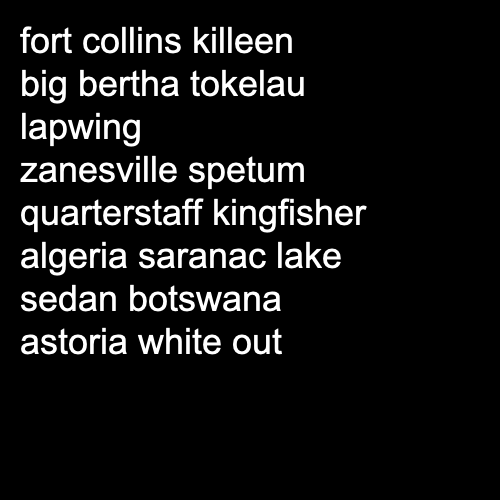 fort collins killeen
big bertha tokelau
lapwing
zanesville spetum
quarterstaff kingfisher
algeria saranac lake
sedan botswana
astoria white out